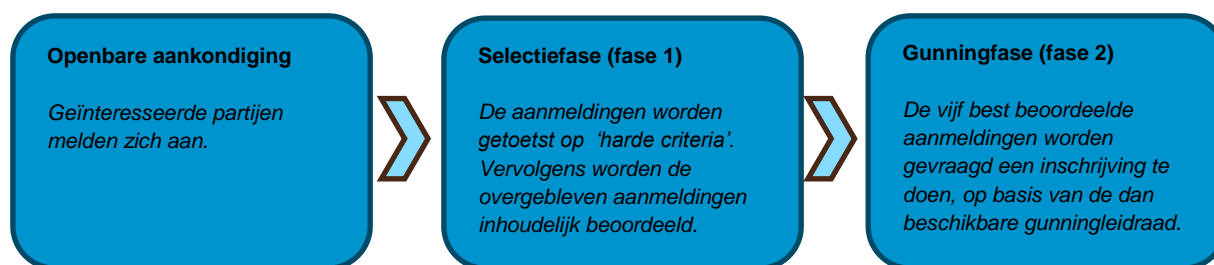 Openbare aankondiging
Geïnteresseerde partijen
melden zich aan.
Selectiefase (fase 1)
De aanmeldingen worden
getoetst op 'harde criteria'.
Vervolgens worden de
overgebleven aanmeldingen
inhoudelijk beoordeeld.
Gunningfase (fase 2)
De vijf best beoordeelde
aanmeldingen worden
gevraagd een inschrijving te
doen, op basis van de dan
beschikbare gunningleidraad.